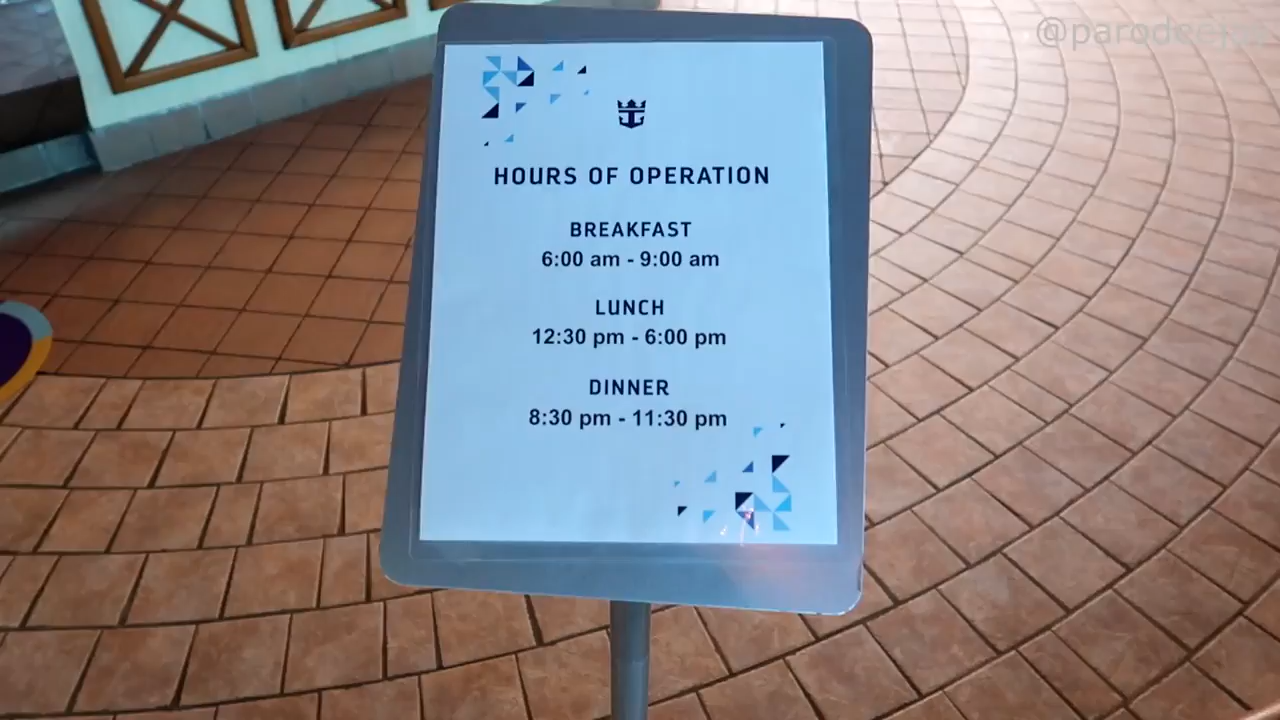 @parodeejay
HOURS OF OPERATION
BREAKFAST
6:00 am - 9:00 am
LUNCH
12:30 pm - 6:00 pm
DINNER
8:30 pm - 11:30 pm